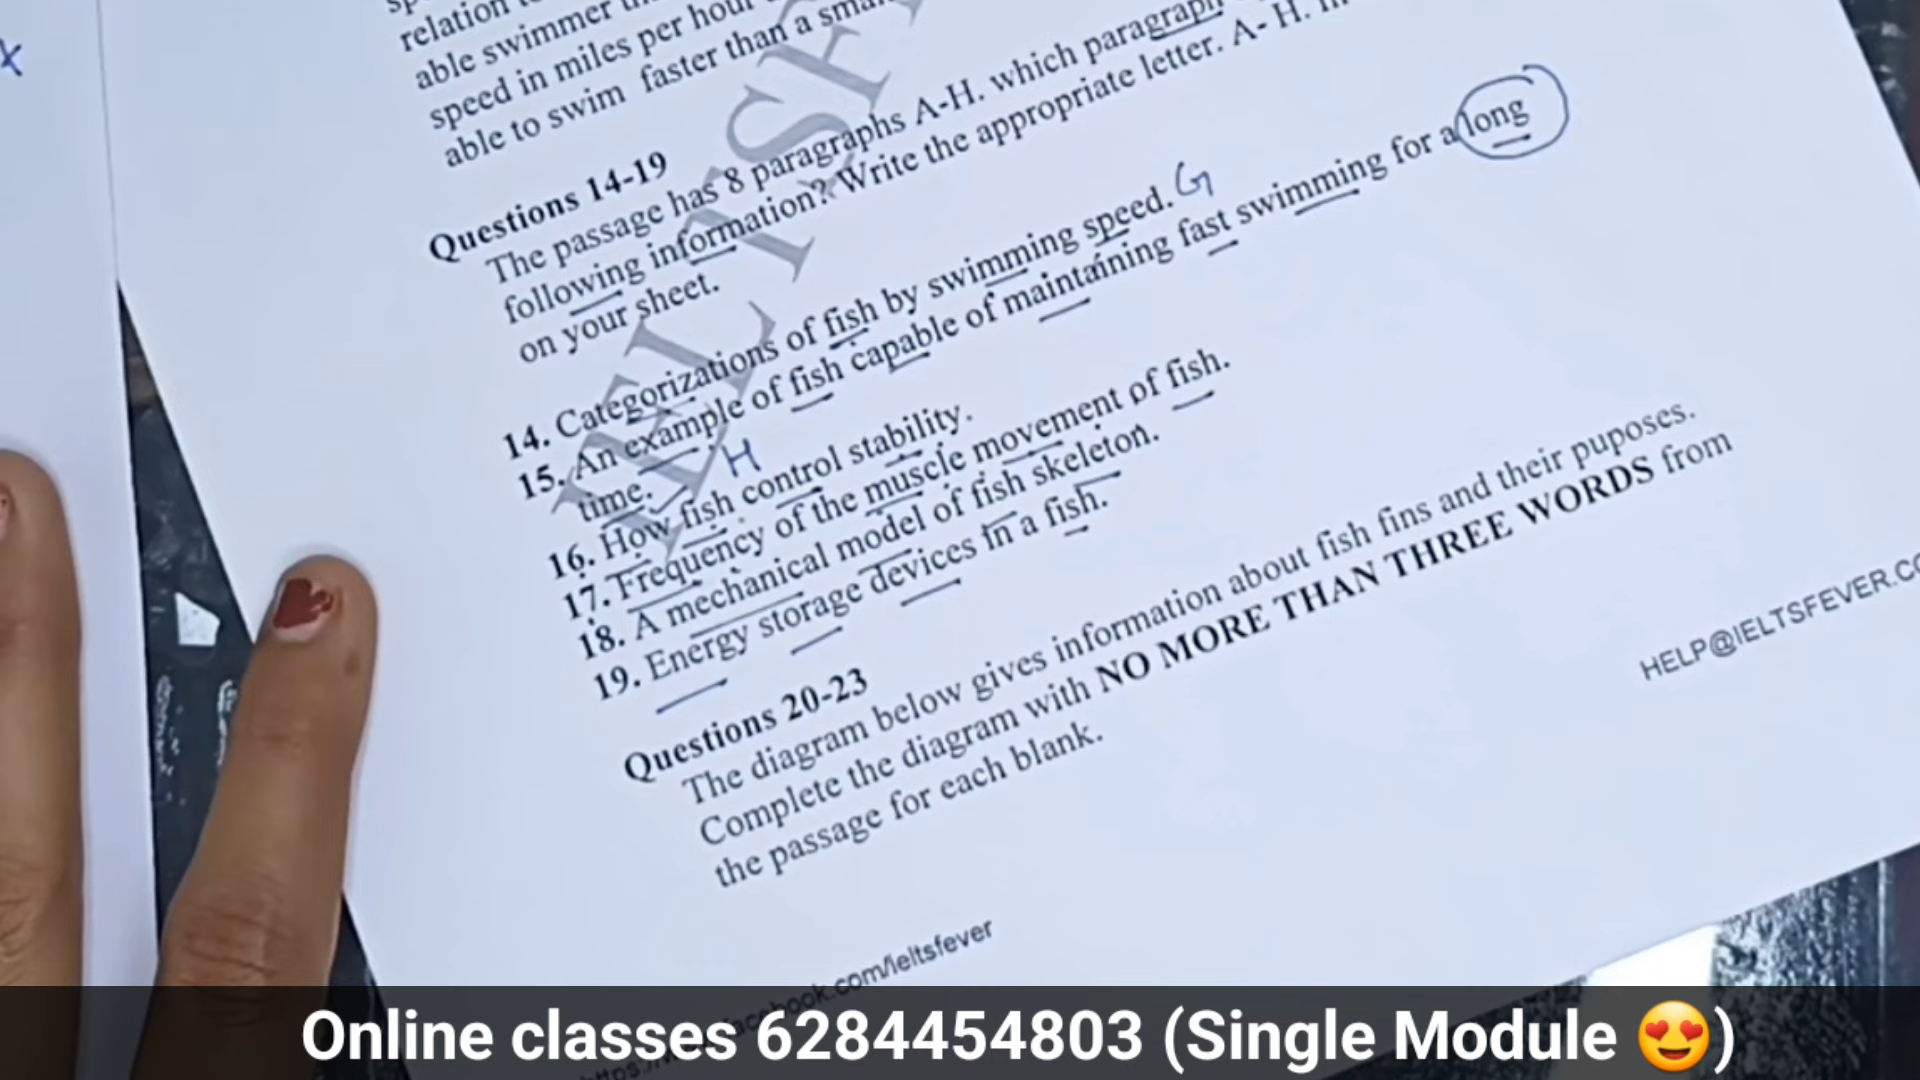 relation
able swimmer
speed in miles per hour
able to swim faster than a
Questions 14-19
The passage has 8 paragraphs A-H. which paragraph
following information? Write the appropriate letter. A- H.
on your sheet.
14. Categorizations of fish by swimming speed. G
15. An example of fish capable of maintaining fast swimming for a long
time. H
16. How fish control stability.
17. Frequency of the muscle movement of fish.
18. A mechanical model of fish skeleton.
19. Energy storage devices in a fish.
Questions 20-23
The diagram below gives information about fish fins and their puposes.
Complete the diagram with NO MORE THAN THREE WORDS from
the passage for each blank.
HELP@IELTSFEVER.CO
book.com/ieltsfever
Online classes 6284454803 (Single Module 😍)